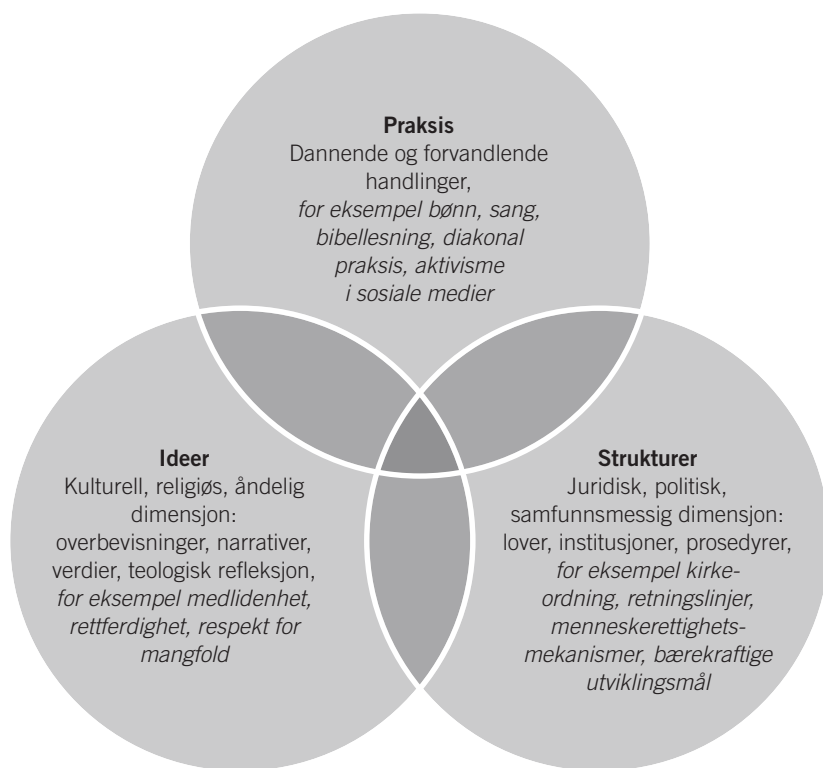 Praksis
Dannende og forvandlende
handlinger,
for eksempel bønn, sang,
bibellesning, diakonal
praksis, aktivisme
i sosiale medier
Ideer
Kulturell, religiøs, åndelig
dimensjon:
overbevisninger, narrativer,
verdier, teologisk refleksjon,
for eksempel medlidenhet,
rettferdighet, respekt for
mangfold
Strukturer
Juridisk, politisk,
samfunnsmessig dimensjon:
lover, institusjoner, prosedyrer,
for eksempel kirke-
ordning, retningslinjer,
menneskerettighets-
mekanismer, bærekraftige
utviklingsmål